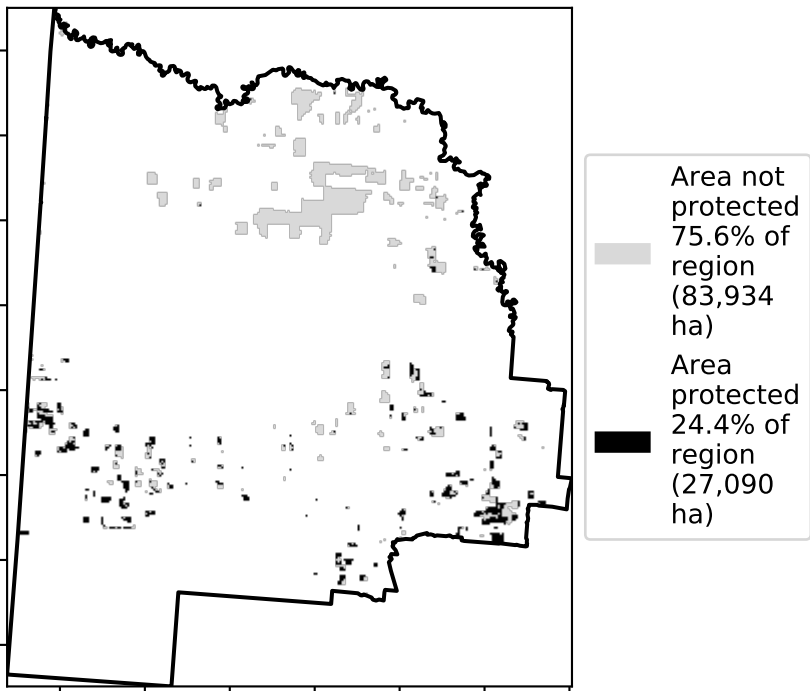 Area not
protected
75.6% of
region
(83,934
ha)
Area
protected
24.4% of
region
(27,090
ha)